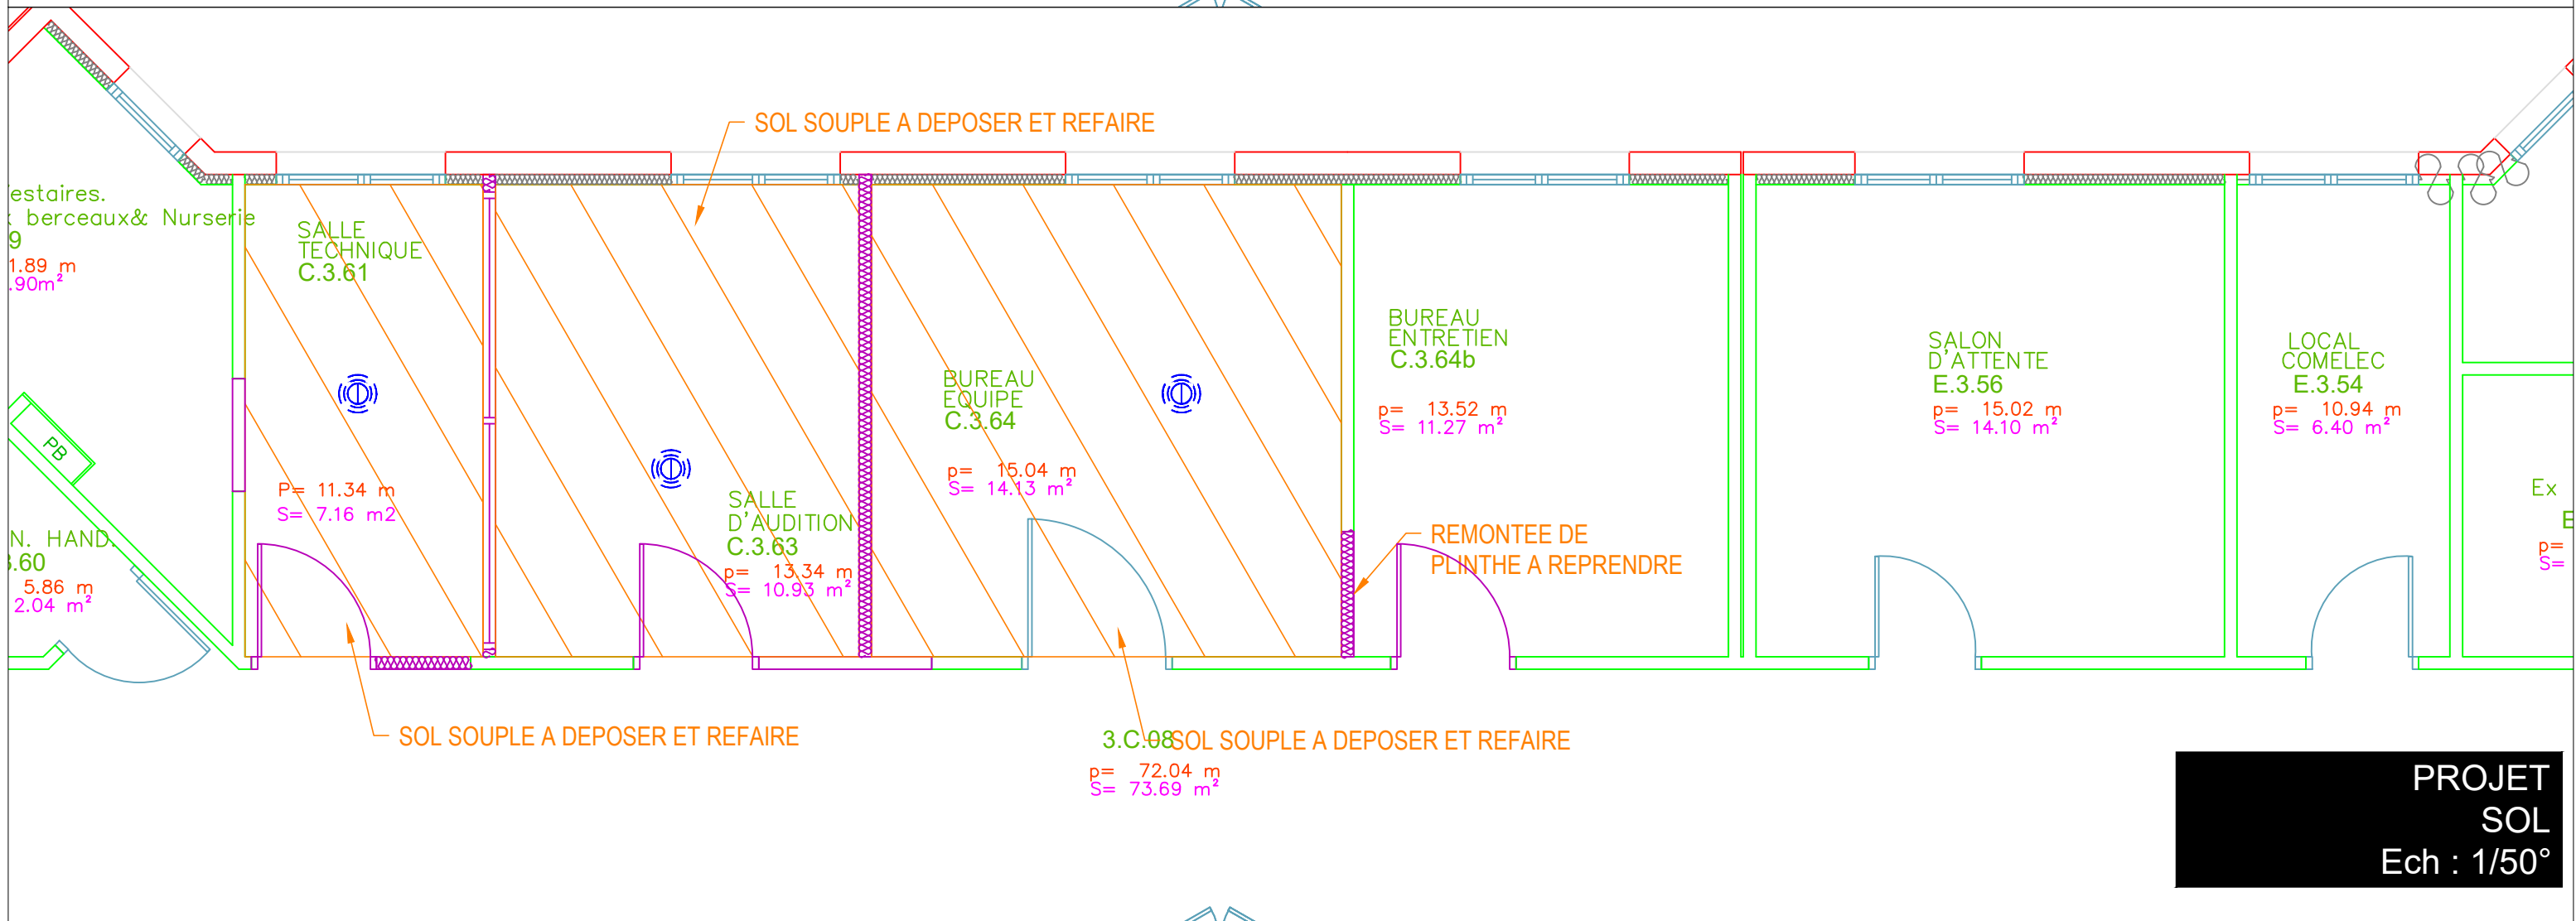 SOL SOUPLE A DEPOSER ET REFAIRE
estaires.
berceaux& Nurserie
9
1.89 m
.90m²
SALLE
TECHNIQUE
C.3.61
P= 11.34 m
S= 7.16 m2
PB
N. HAND.
3.60
5.86 m
2.04 m²
SALLE
D'AUDITION
C.3.63
p= 13.34 m
S= 10.93 m²
BUREAU
EQUIPE
C.3.64
p= 15.04 m
S= 14.13 m²
BUREAU
ENTRETIEN
C.3.64b
p= 13.52 m
S= 11.27 m²
REMONTEE DE
PLINTHE A REPRENDRE
SALON
D'ATTENTE
E.3.56
p= 15.02 m
S= 14.10 m²
LOCAL
COMELEC
E.3.54
p= 10.94 m
S= 6.40 m²
Ex
E
p=
S=
SOL SOUPLE A DEPOSER ET REFAIRE
3.C.08
SOL SOUPLE A DEPOSER ET REFAIRE
p= 72.04 m
S= 73.69 m²
PROJET
SOL
Ech : 1/50°